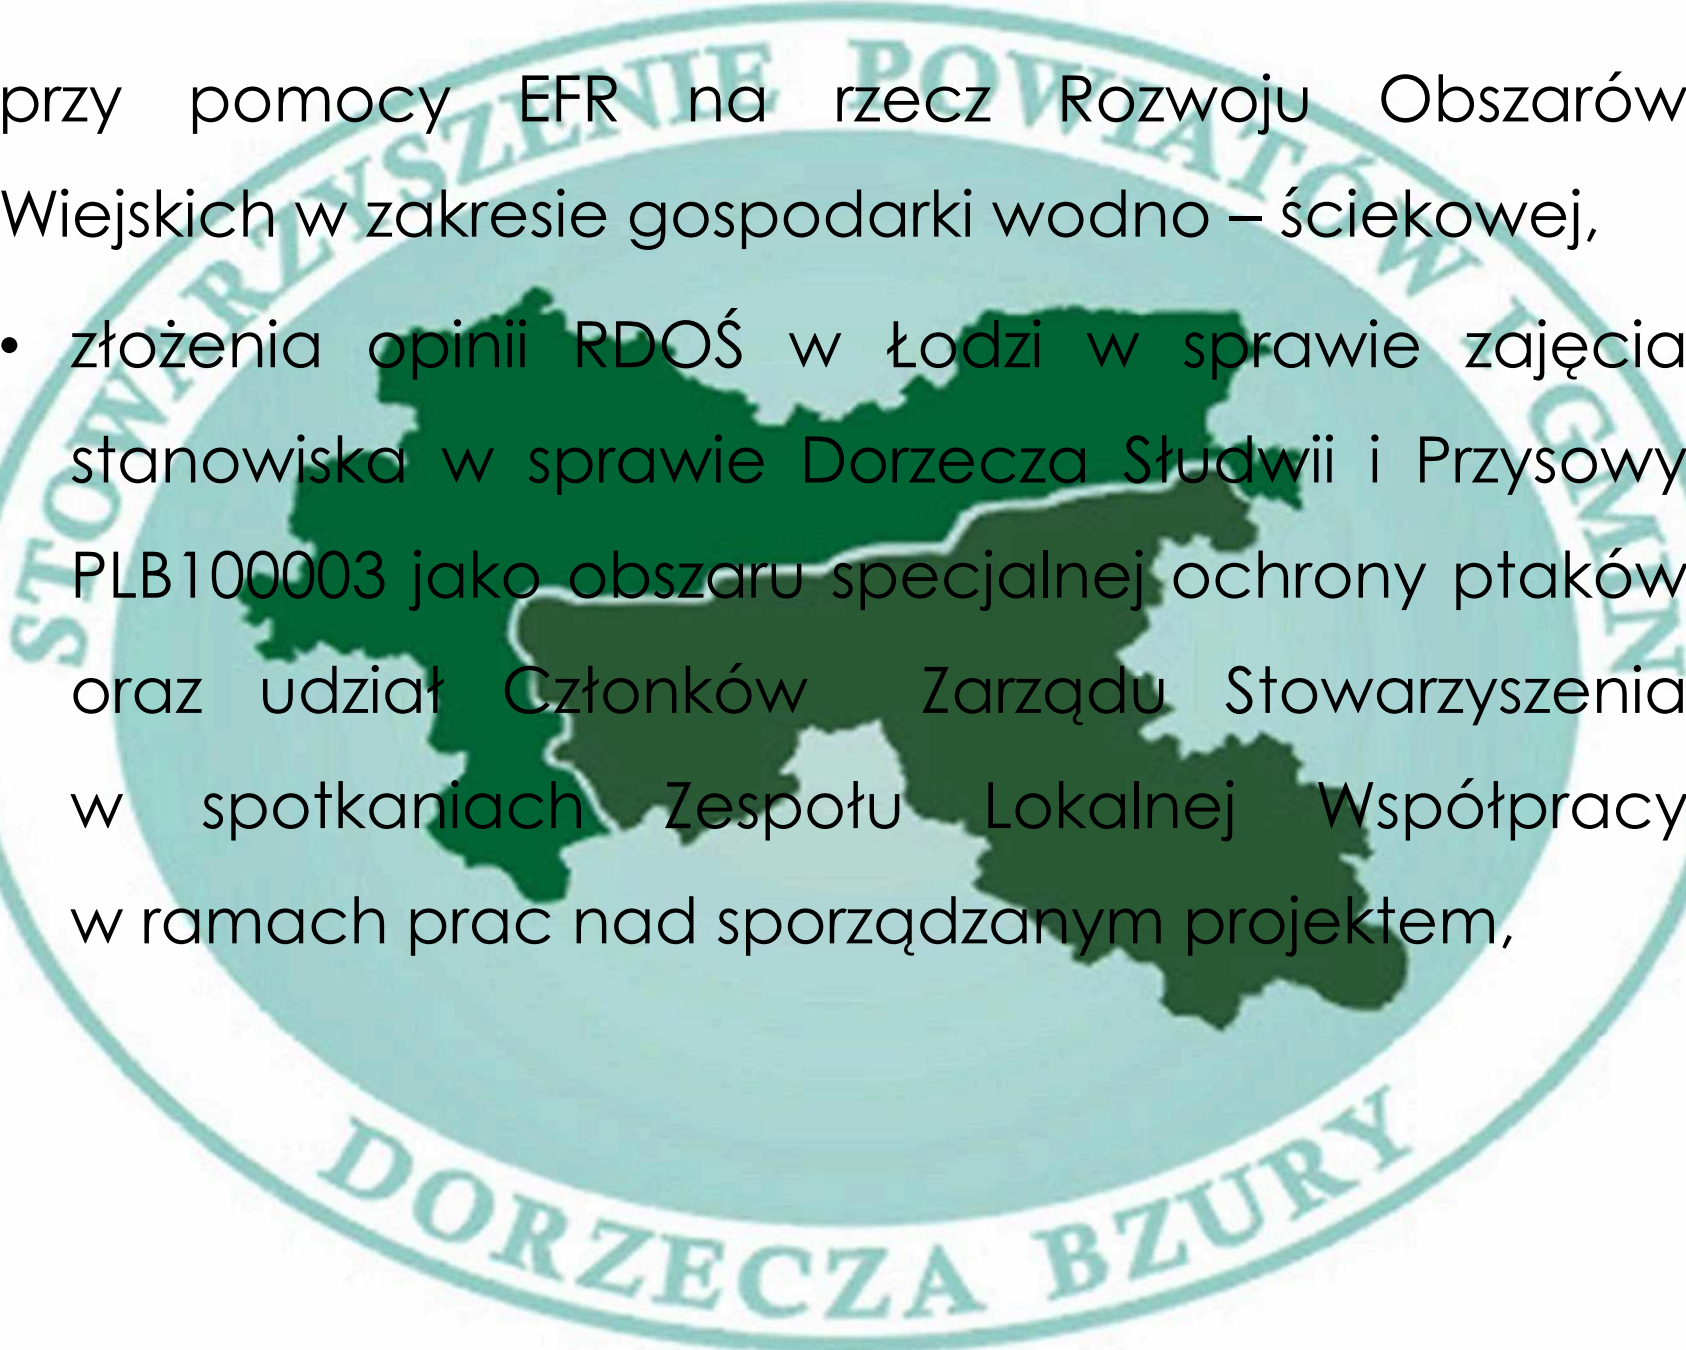 STOWARZYSZENIE POWIATÓW I GMIN
przy pomocy EFR na rzecz Rozwoju Obszarów
Wiejskich w zakresie gospodarki wodno – ściekowej,
• złożenia opinii RDOŚ w Łodzi w sprawie zajęcia
stanowiska w sprawie Dorzecza Słudwii i Przysowy
PLB100003 jako obszaru specjalnej ochrony ptaków
oraz udział Członków Zarządu Stowarzyszenia
w spotkaniach Zespołu Lokalnej Współpracy
w ramach prac nad sporządzanym projektem,
DORZECZA BZURY